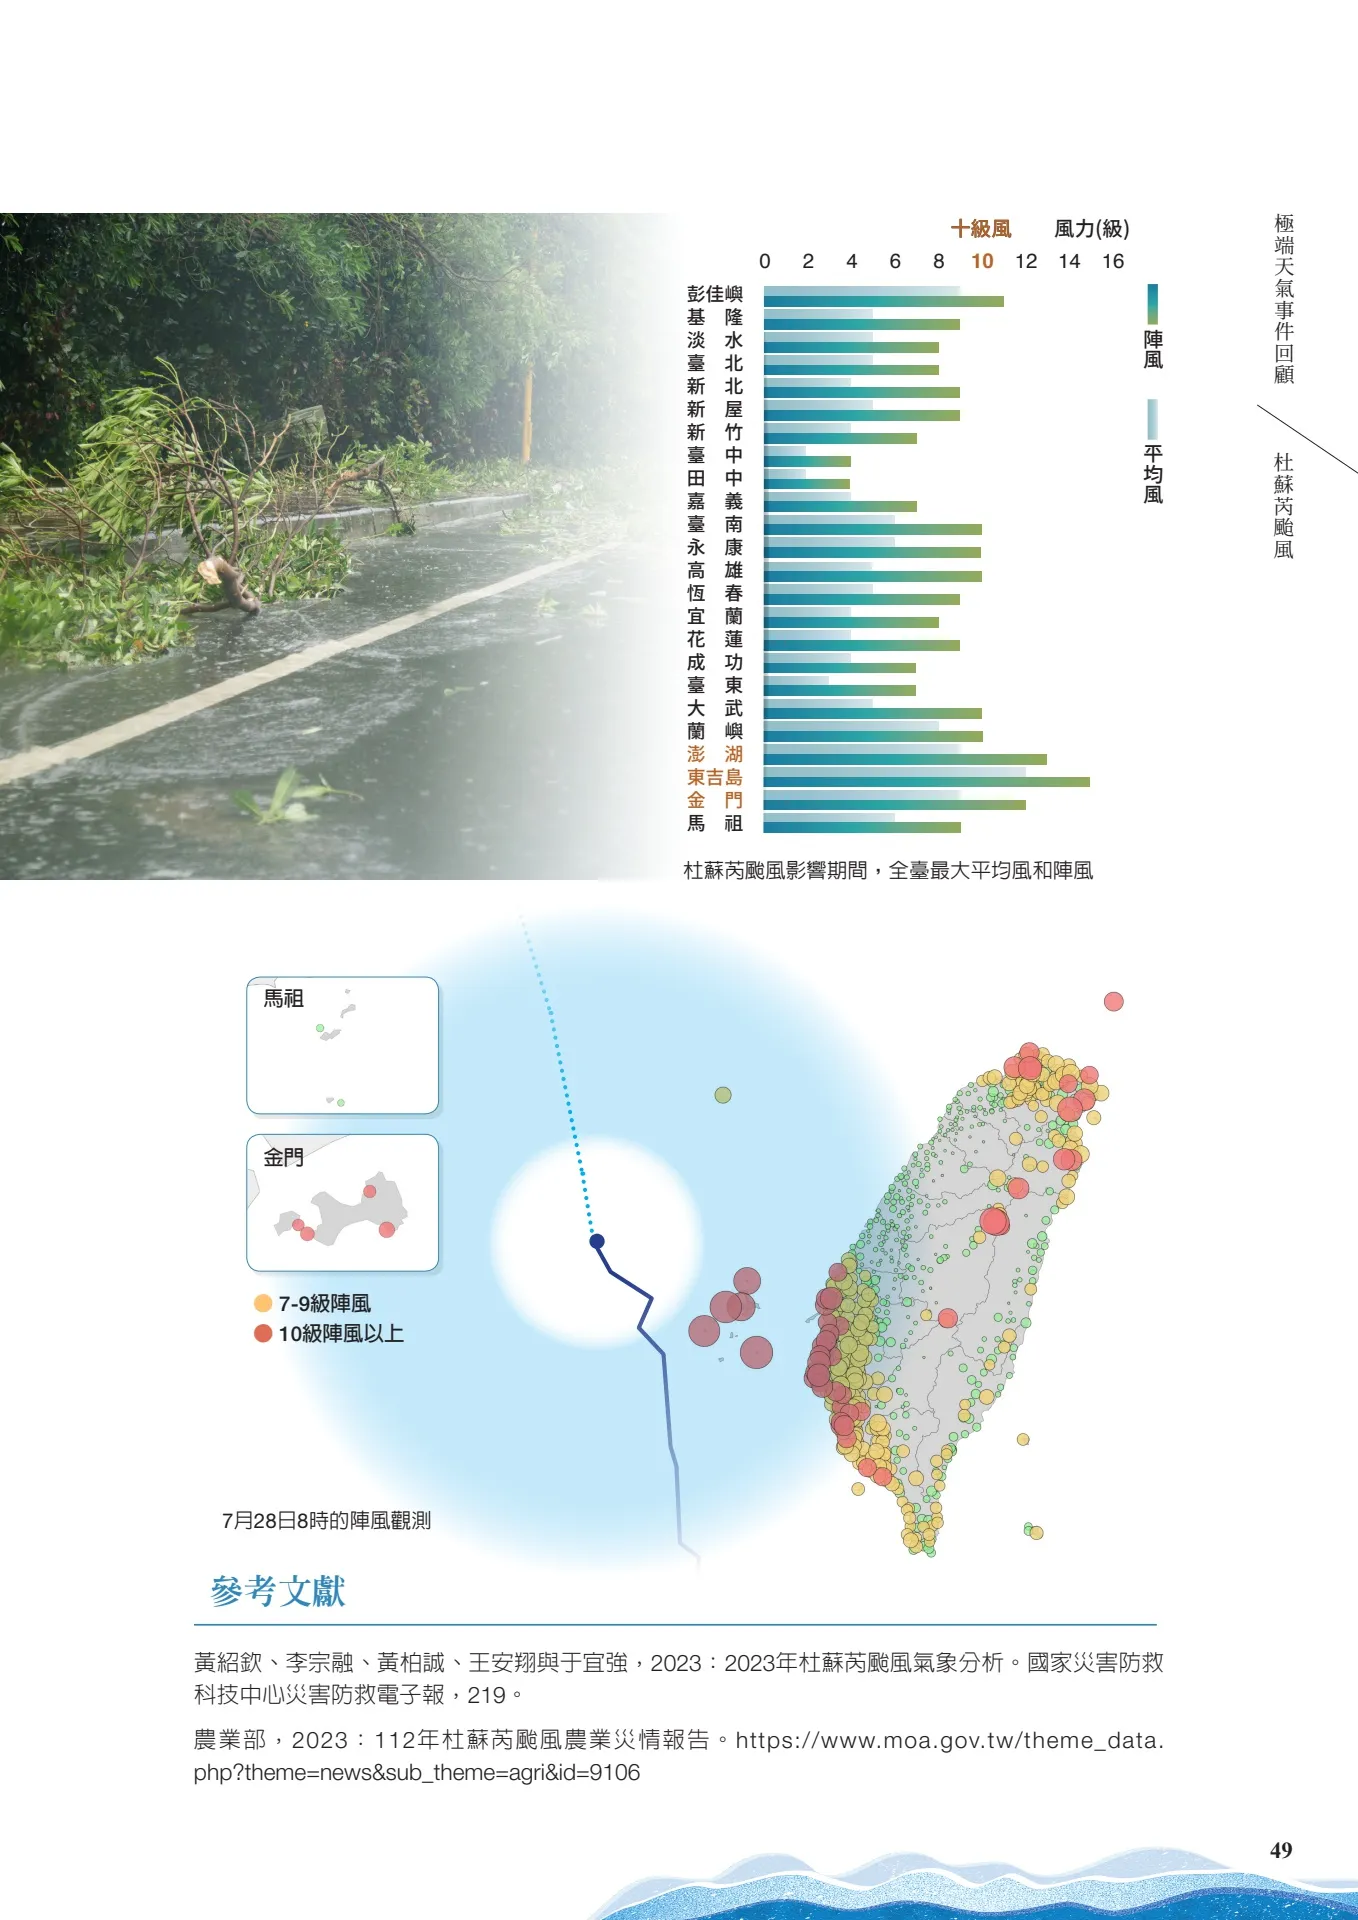 極端天氣事件回顧
杜蘇芮颱風
十級風 風力(級)
0 2 4 6 8 10 12 14 16
彭佳嶼
基隆
淡水
臺北
新北
新屋
新竹
臺中
田中
嘉義
臺南
永康
高雄
恆春
宜蘭
花蓮
成功
臺東
大武
蘭嶼
澎湖
東吉島
金門
馬祖
陣風
平均風
杜蘇芮颱風影響期間，全臺最大平均風和陣風
馬祖
金門
7-9級陣風
10級陣風以上
7月28日8時的陣風觀測
參考文獻
黃紹欽、李宗融、黃柏誠、王安翔與于宜強，2023：2023年杜蘇芮颱風氣象分析。國家災害防救
科技中心災害防救電子報，219。
農業部，2023：112年杜蘇芮颱風農業災情報告。https://www.moa.gov.tw/theme_data.
php?theme=news&sub_theme=agri&id=9106
49